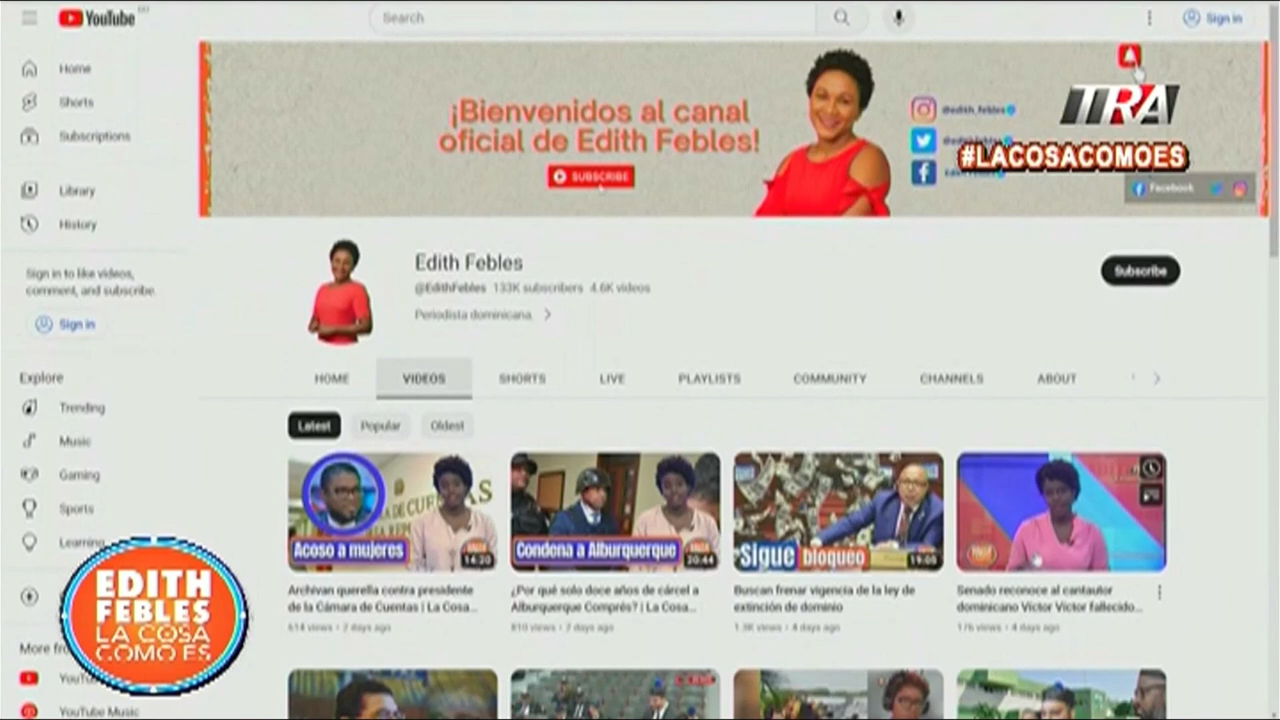 YouTube
Search
Sign in
Home
Shorts
Subscriptions
Library
History
Sign in to like videos,
comment, and subscribe.
Sign in
Explore
Trending
Music
Gaming
Sports
Learning
¡Bienvenidos al canal
oficial de Edith Febles!
SUBSCRIBE
@edith_febles
TRA
#LACOSACOMOES
Facebook
Edith Febles
@EdithFebles 133K subscribers 4.6K videos
Periodista dominicana.
Subscribe
HOME VIDEOS SHORTS LIVE PLAYLISTS COMMUNITY CHANNELS ABOUT
Latest Popular Oldest
Acoso a mujeres
14:20
Condena a Alburquerque
20:44
Sigue bloqueo
19:05
Archivan querella contra presidente
de la Cámara de Cuentas | La Cosa...
614 views • 2 days ago
¿Por qué solo doce años de cárcel a
Alburquerque Comprés? | La Cosa...
810 views • 2 days ago
Buscan frenar vigencia de la ley de
extinción de dominio
1.3K views • 4 days ago
Senado reconoce al cantautor
dominicano Víctor Víctor fallecido...
176 views • 4 days ago
EDITH
FEBLES
LA COSA
COMO ES
More
YouTube Music